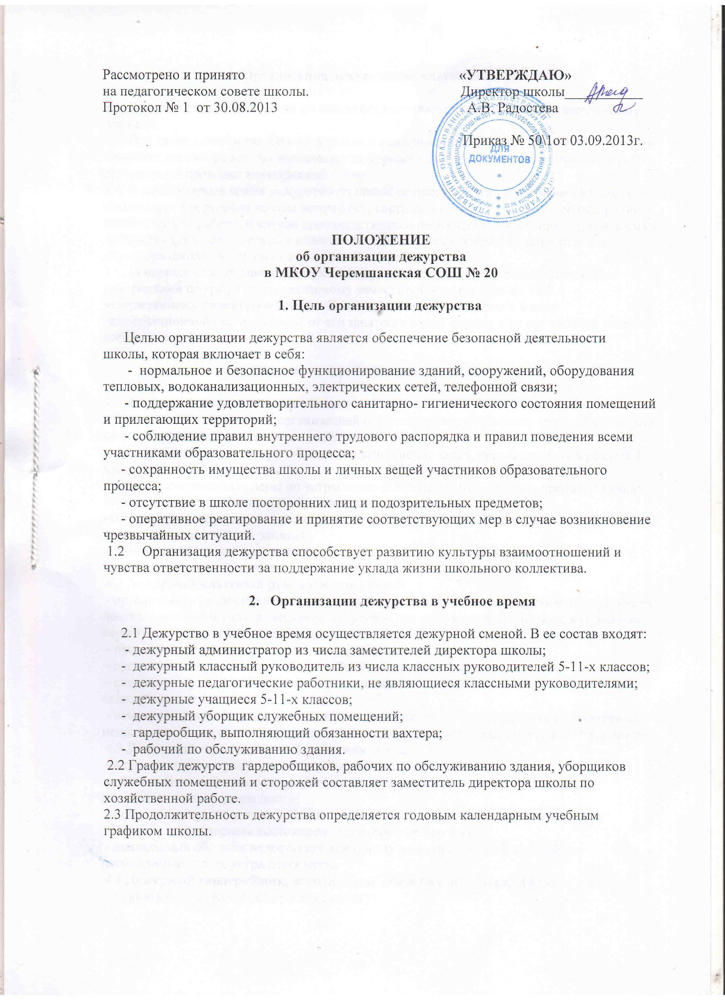 Рассмотрено и принято «УТВЕРЖДАЮ»
на педагогическом совете школы. Директор школы
Протокол № 1 от 30.08.2013 А.В. Радостева
Приказ № 50\1от 03.09.2013г.
ДЛЯ
ДОКУМЕНТОВ
ПОЛОЖЕНИЕ
об организации дежурства
в МКОУ Черемшанская СОШ № 20
1. Цель организации дежурства
Целью организации дежурства является обеспечение безопасной деятельности
школы, которая включает в себя:
- нормальное и безопасное функционирование зданий, сооружений, оборудования
тепловых, водоканализационных, электрических сетей, телефонной связи;
- поддержание удовлетворительного санитарно- гигиенического состояния помещений
и прилегающих территорий;
- соблюдение правил внутреннего трудового распорядка и правил поведения всеми
участниками образовательного процесса;
- сохранность имущества школы и личных вещей участников образовательного
процесса;
- отсутствие в школе посторонних лиц и подозрительных предметов;
- оперативное реагирование и принятие соответствующих мер в случае возникновение
чрезвычайных ситуаций.
1.2 Организация дежурства способствует развитию культуры взаимоотношений и
чувства ответственности за поддержание уклада жизни школьного коллектива.
2. Организации дежурства в учебное время
2.1 Дежурство в учебное время осуществляется дежурной сменой. В ее состав входят:
- дежурный администратор из числа заместителей директора школы;
- дежурный классный руководитель из числа классных руководителей 5-11-х классов;
- дежурные педагогические работники, не являющиеся классными руководителями;
- дежурные учащиеся 5-11-х классов;
- дежурный уборщик служебных помещений;
- гардеробщик, выполняющий обязанности вахтера;
- рабочий по обслуживанию здания.
2.2 График дежурств гардеробщиков, рабочих по обслуживанию здания, уборщиков
служебных помещений и сторожей составляет заместитель директора школы по
хозяйственной работе.
2.3 Продолжительность дежурства определяется годовым календарным учебным
графиком школы.